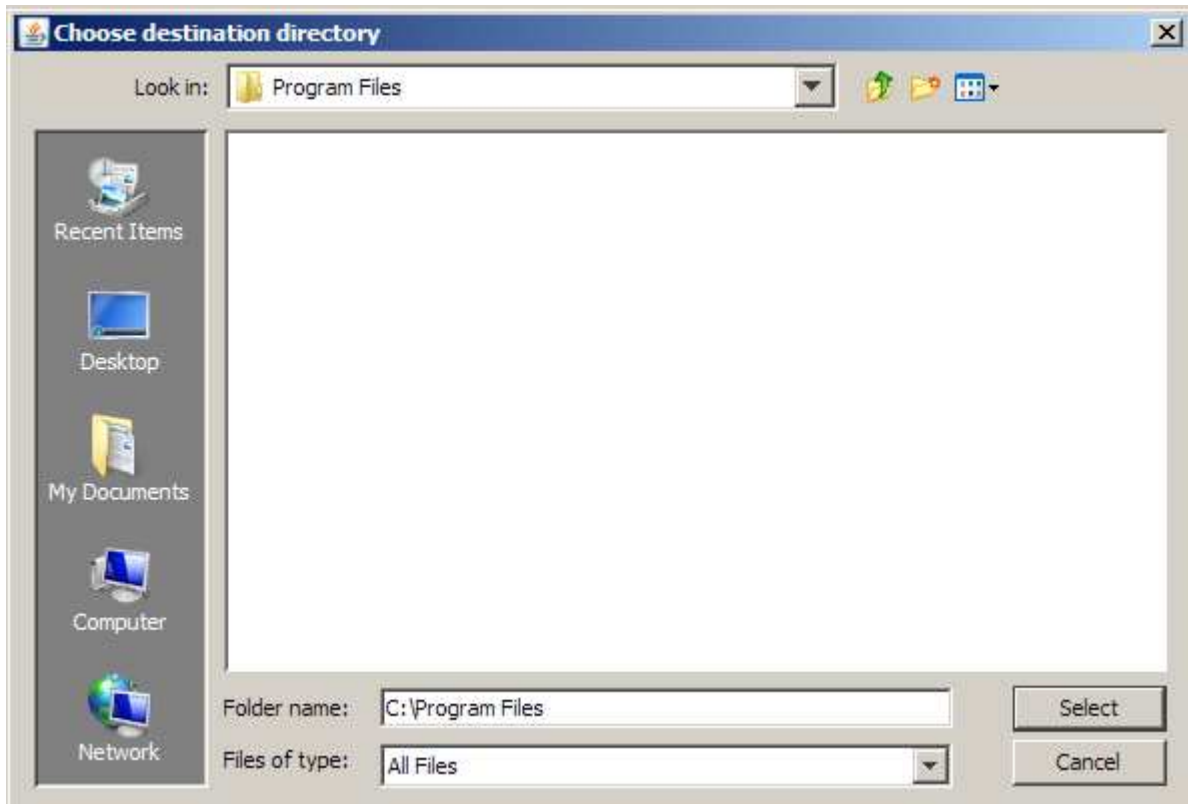 Choose destination directory
Look in: Program Files
Recent Items
Desktop
My Documents
Computer
Network
Folder name: C:\Program Files Select
Files of type: All Files Cancel